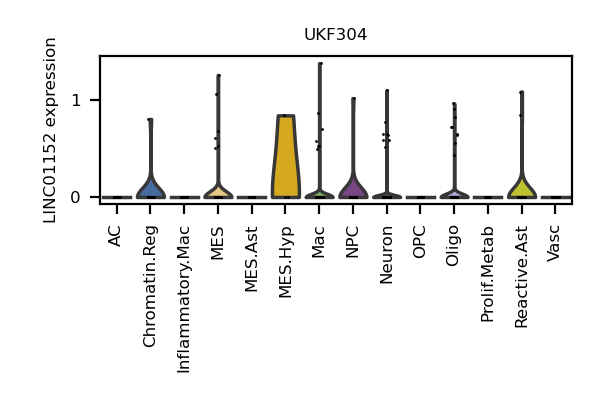 UKF304
LINC01152 expression
1
0
AC
Chromatin.Reg
Inflammatory.Mac
MES
MES.Ast
MES.Hyp
Mac
NPC
Neuron
OPC
Oligo
Prolif.Metab
Reactive.Ast
Vasc